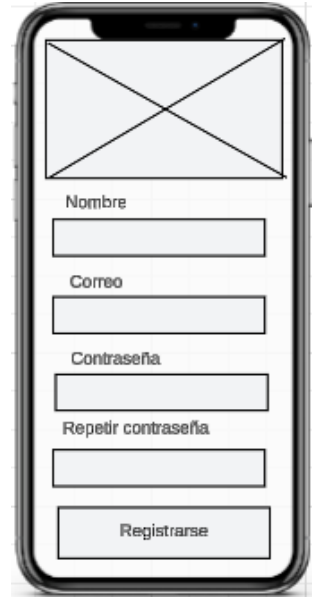 Nombre
Correo
Contraseña
Repetir contraseña
Registrarse